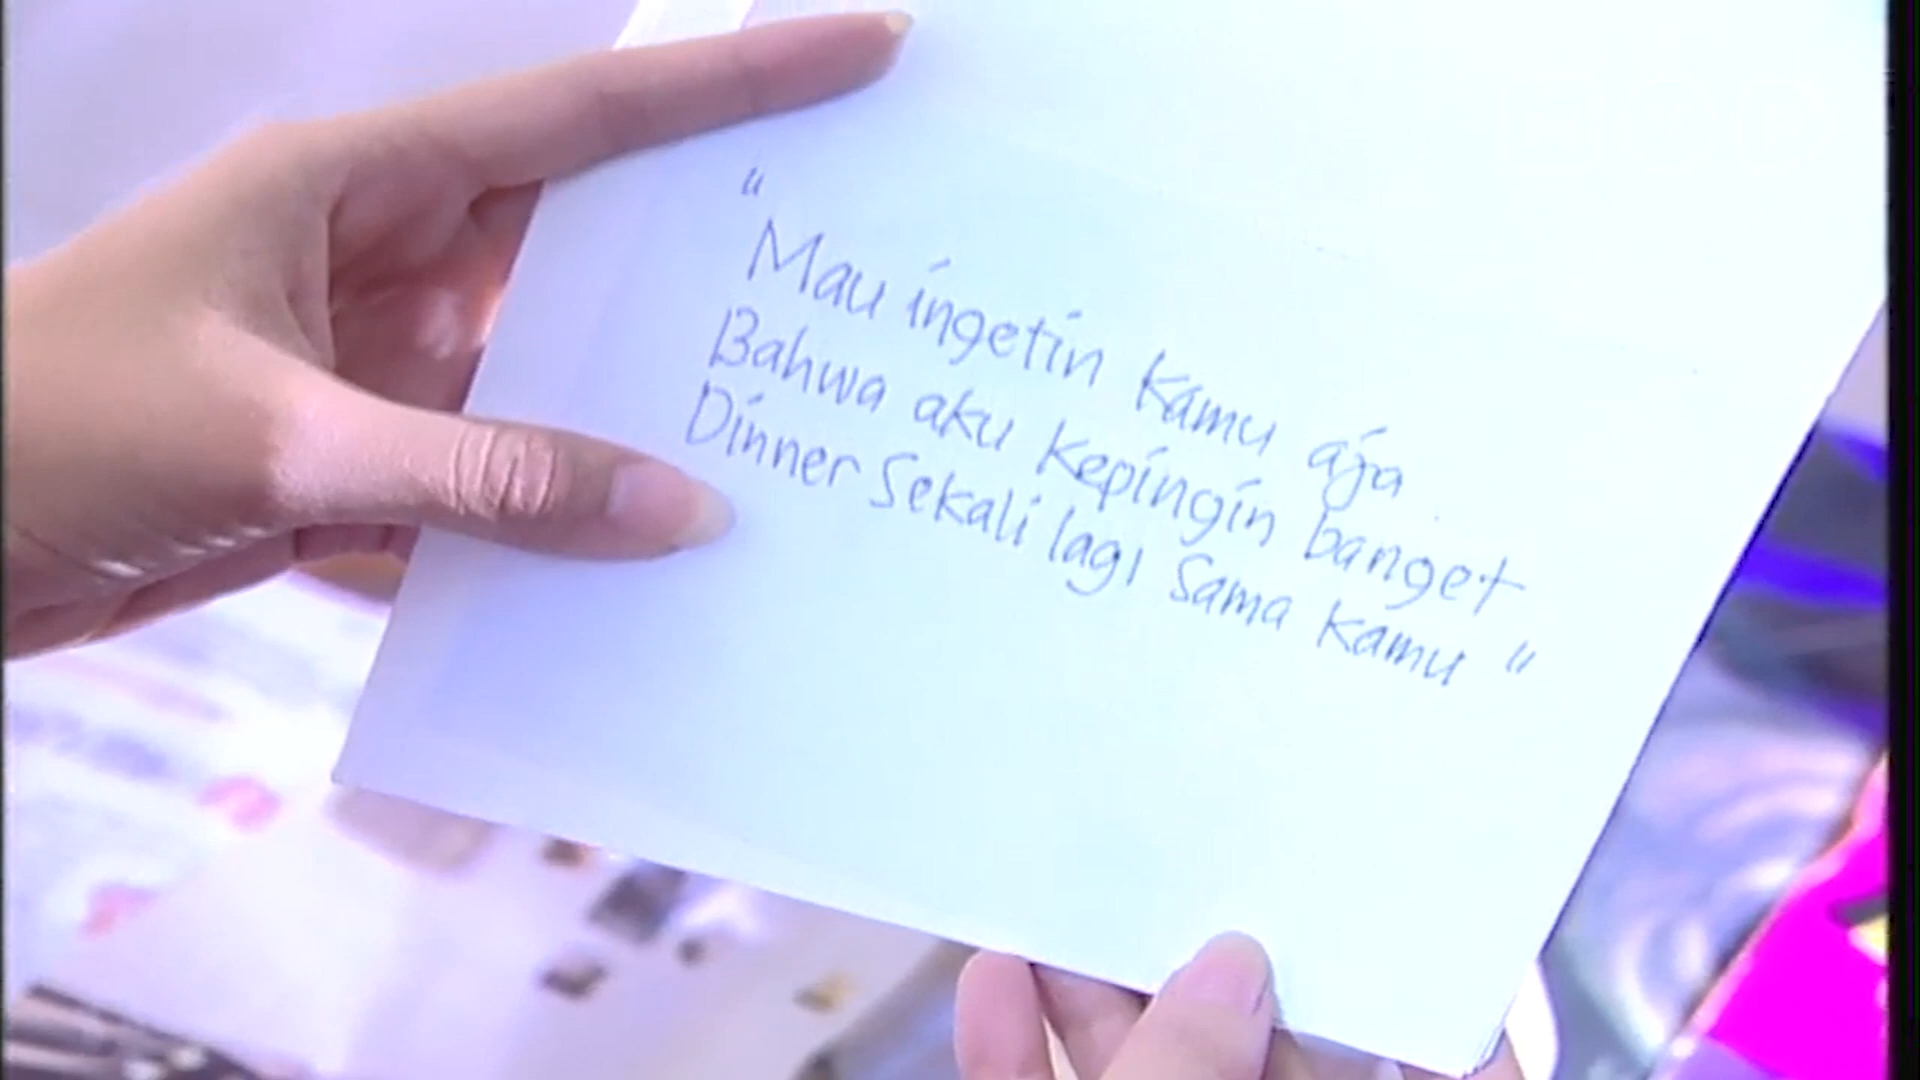 "
Mau ingetin kamu aja
Bahwa aku kepingin banget
Dinner Sekali lagi Sama kamu "